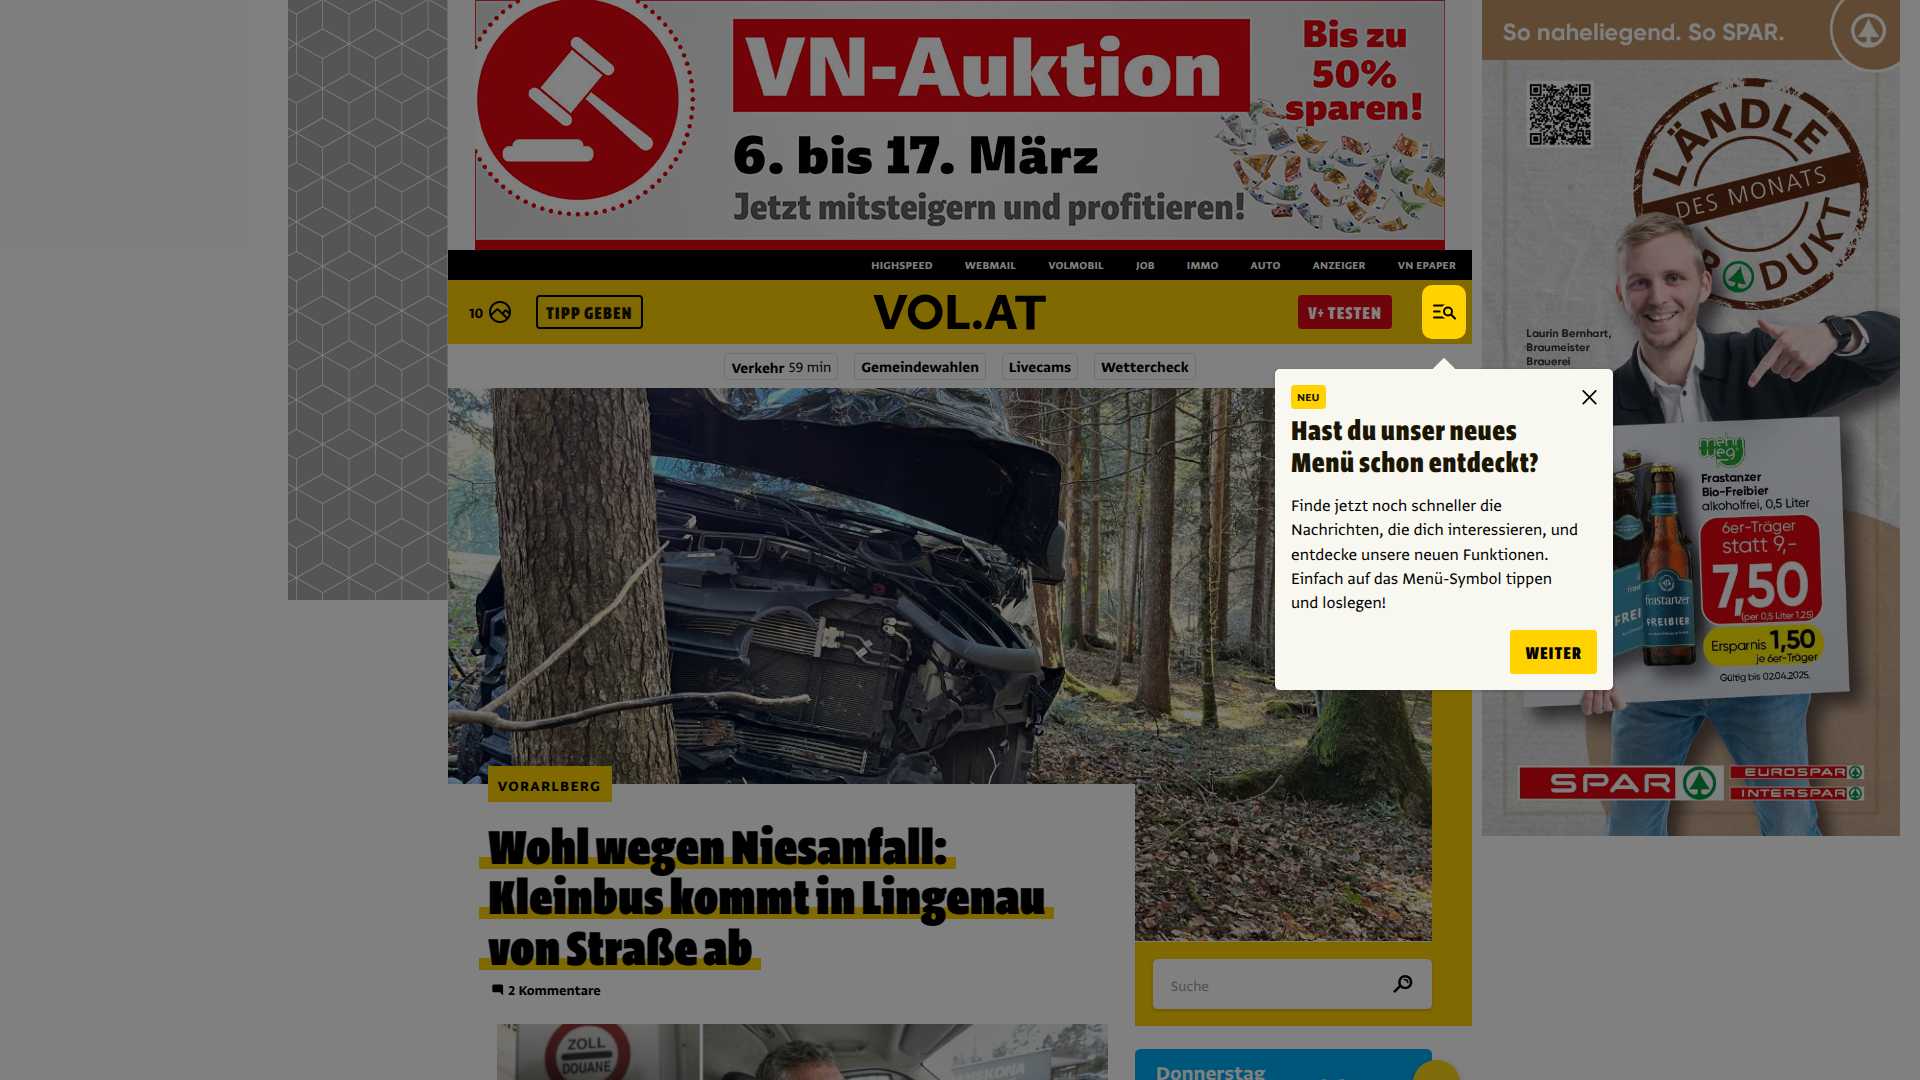 VN-Auktion
Bis zu
50%
sparen!
6. bis 17. März
Jetzt mitsteigern und profitieren!
So naheliegend. So SPAR.
LÄNDLE
DES MONATS
PRODUKT
HIGHSPEED
WEBMAIL
VOLMOBIL
JOB
IMMO
AUTO
ANZEIGER
VN EPAPER
10
TIPP GEBEN
VOL.AT
V+ TESTEN
Verkehr 59 min
Gemeindewahlen
Livecams
Wettercheck
Laurin Bernhart,
Braumeister
Brauerei
NEU
Hast du unser neues
Menü schon entdeckt?
Finde jetzt noch schneller die
Nachrichten, die dich interessieren, und
entdecke unsere neuen Funktionen.
Einfach auf das Menü-Symbol tippen
und loslegen!
WEITER
mehr
weg
Frastanzer
Bio-Freibier
alkoholfrei, 0,5 Liter
6er-Träger
statt 9,-
7,50
(per 0,5 Liter 1,25)
Ersparnis 1,50
je 6er-Träger
Gültig bis 02.04.2025.
frastanzer
FREIBIER
FREI
SPAR
EUROSPAR
INTERSPAR
VORARLBERG
Wohl wegen Niesanfall:
Kleinbus kommt in Lingenau
von Straße ab
2 Kommentare
Suche
ZOLL
DOUANE
Donnerstag